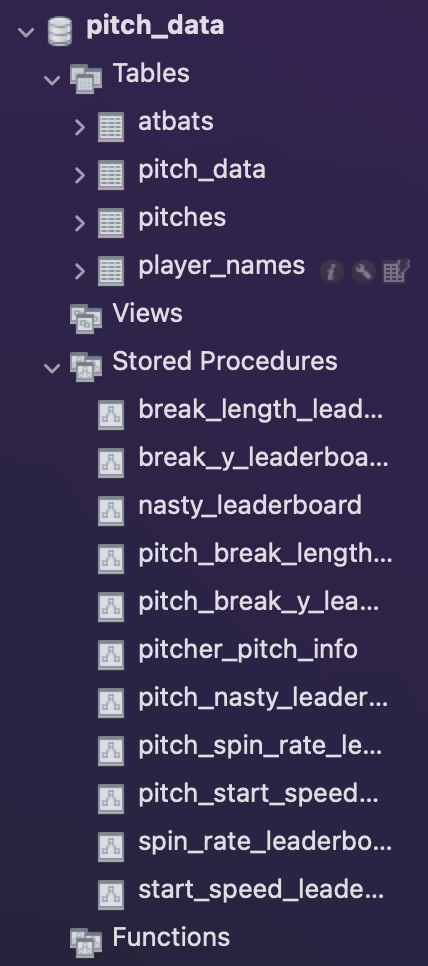 pitch_data
Tables
atbats
pitch_data
pitches
player_names
Views
Stored Procedures
break_length_lead...
break_y_leaderboa...
nasty_leaderboard
pitch_break_length...
pitch_break_y_lea...
pitcher_pitch_info
pitch_nasty_leader...
pitch_spin_rate_le...
pitch_start_speed...
spin_rate_leaderbo...
start_speed_leade...
Functions